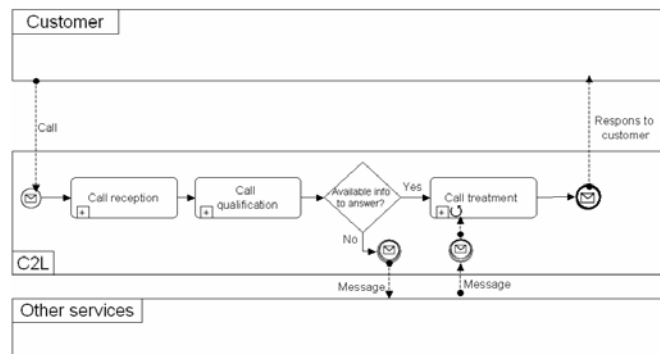 Customer
Call
Respons to
customer
Call reception
Call
qualification
Available info
to answer?
Yes
Call treatment
No
C2L
Message
Message
Other services